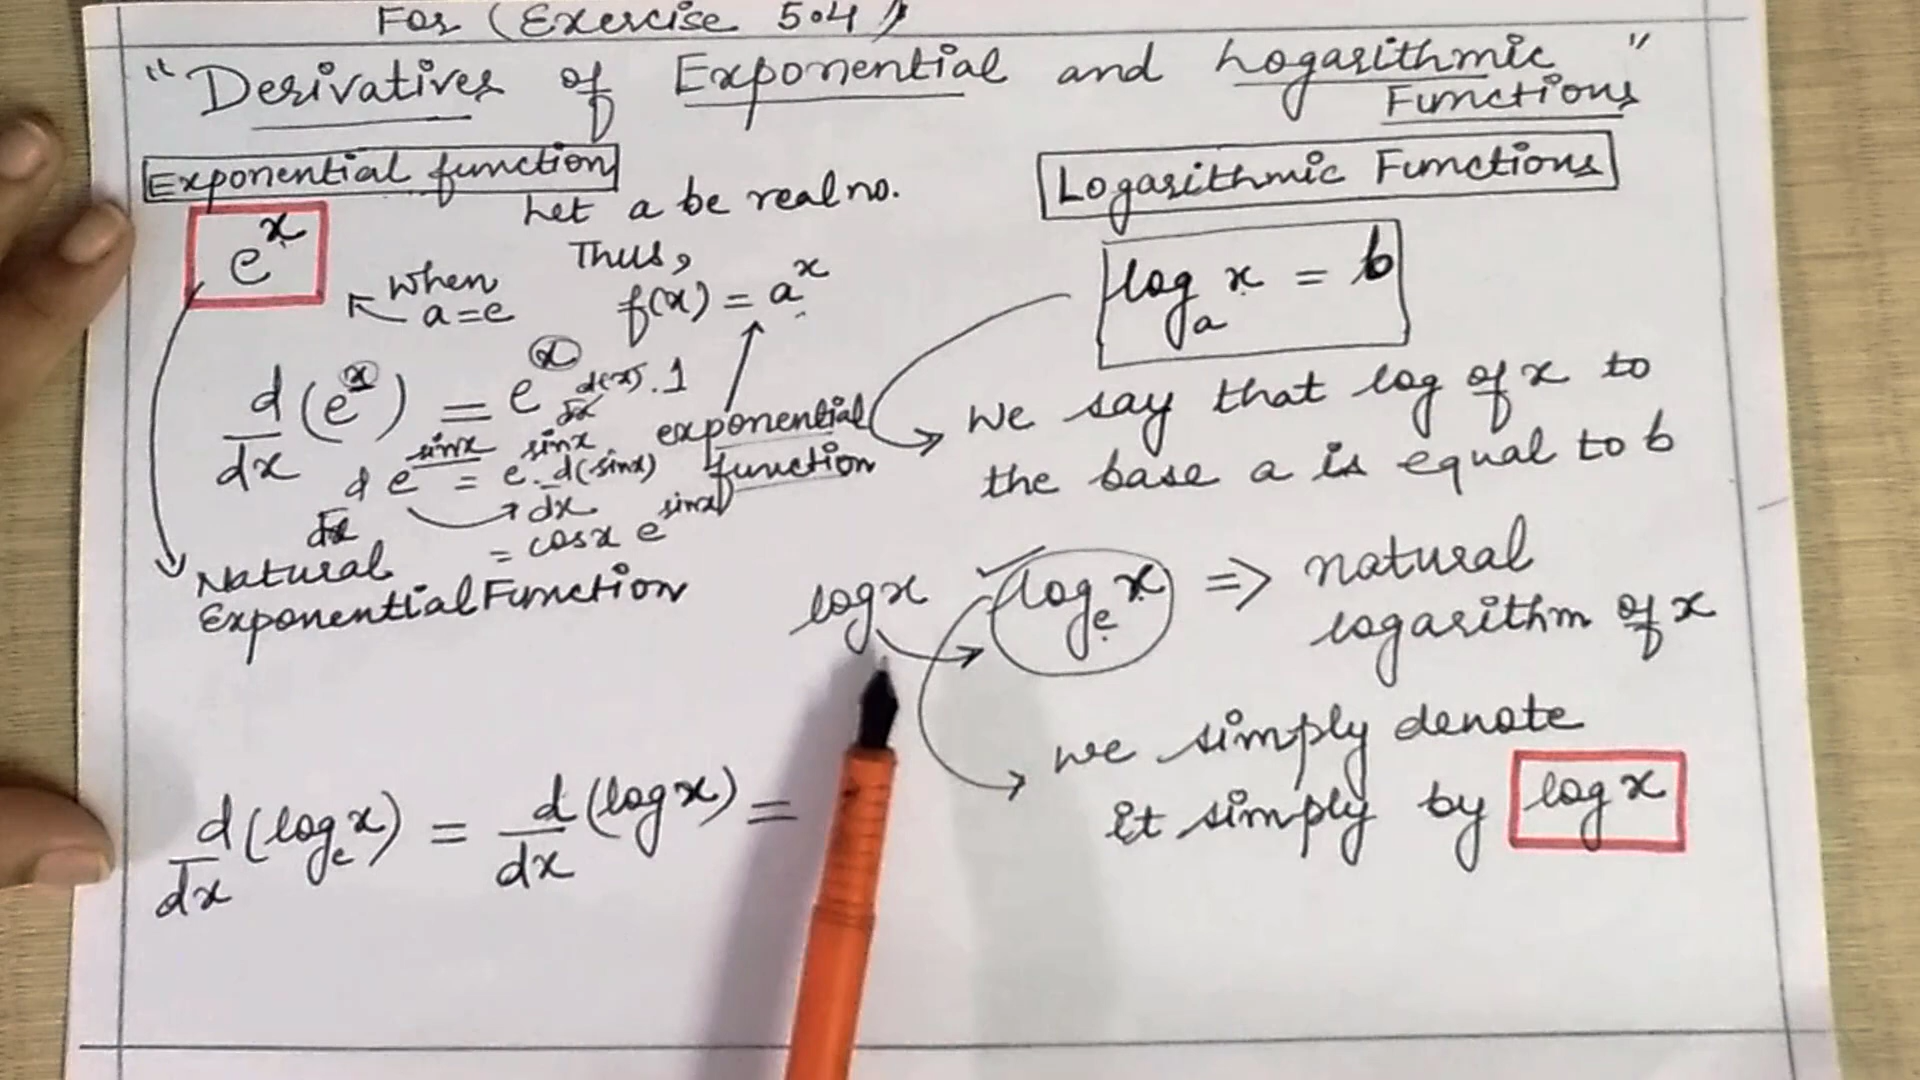 For (Exercise 5.4)
"Derivatives of Exponential and Logarithmic
Functions"
Exponential function
Let a be real no.
Thus,
e^x
when
a=e
f(x) = a^x
exponential
function
d/dx (e^x) = e^x d(x)/dx . 1
d/dx e^sinx = e^sinx . d(sinx)/dx
= cosx e^sinx
Natural
Exponential Function
Logarithmic Functions
log_a x = b
we say that log of x to
the base a is equal to b
logx log_e x => natural
logarithm of x
we simply denote
it simply by log x
d/dx (log_e x) = d/dx (log x) =